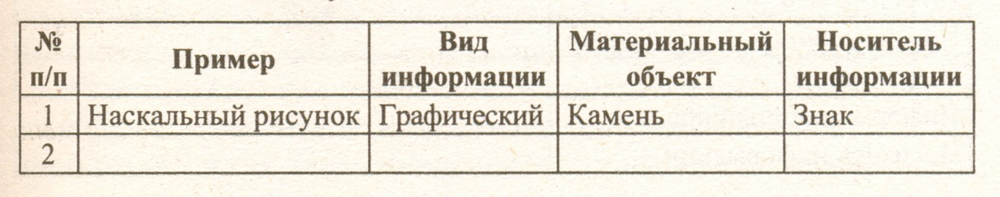 № п/п Пример Вид информации Материальный объект Носитель информации
1 Наскальный рисунок Графический Камень Знак
2